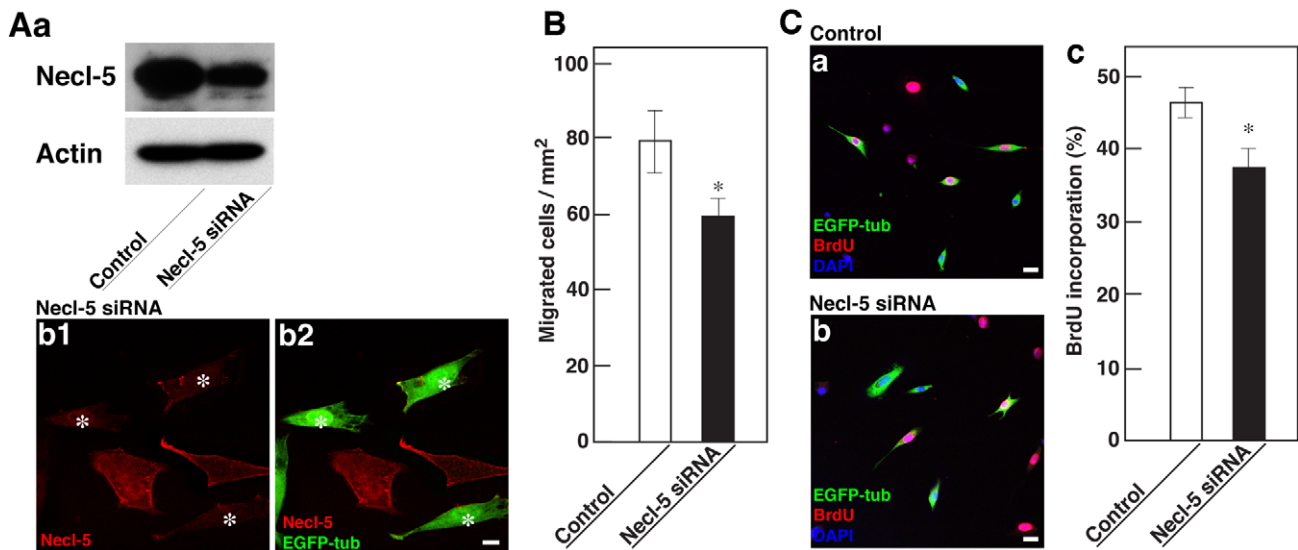 Aa
Necl-5
Actin
Control
Necl-5 siRNA
Necl-5 siRNA
b1
*
*
*
Necl-5
b2
*
*
*
Necl-5
EGFP-tub
B
Migrated cells / mm2
100
80
60
40
20
0
*
Control
Necl-5 siRNA
C
Control
a
EGFP-tub
BrdU
DAPI
Necl-5 siRNA
b
EGFP-tub
BrdU
DAPI
c
BrdU incorporation (%)
50
40
30
20
10
0
*
Control
Necl-5 siRNA